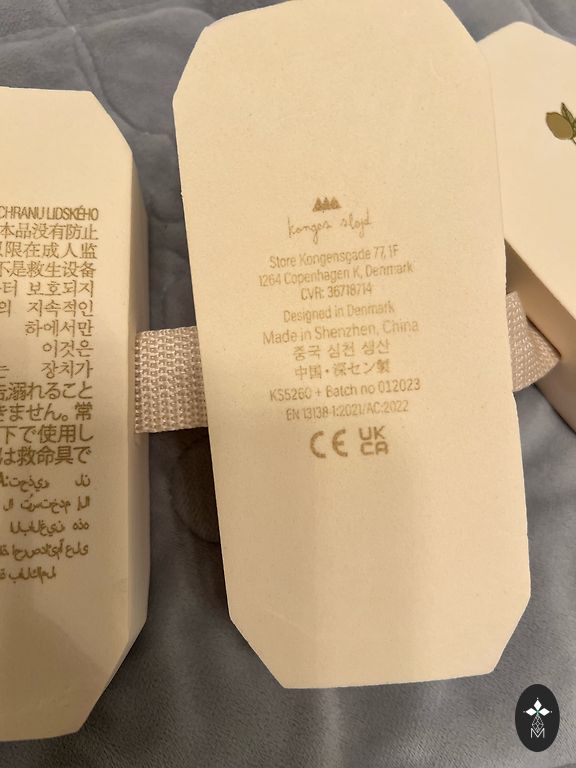 CHRANU LIDSKÉHO
本品没有防止
限在成人监
不是救生设备
터 보호되지
의 지속적인
하에서만
이것은
는 장치가
溺れること
きません。常
下で使用し
は救命具で
هذه
konges sløjd
Store Kongensgade 77, 1F
1264 Copenhagen K, Denmark
CVR: 36718714
Designed in Denmark
Made in Shenzhen, China
중국 심천 생산
中国・深セン製
KS5260 + Batch no 012023
EN 13138-1:2021/AC:2022
CE UK
CA
M